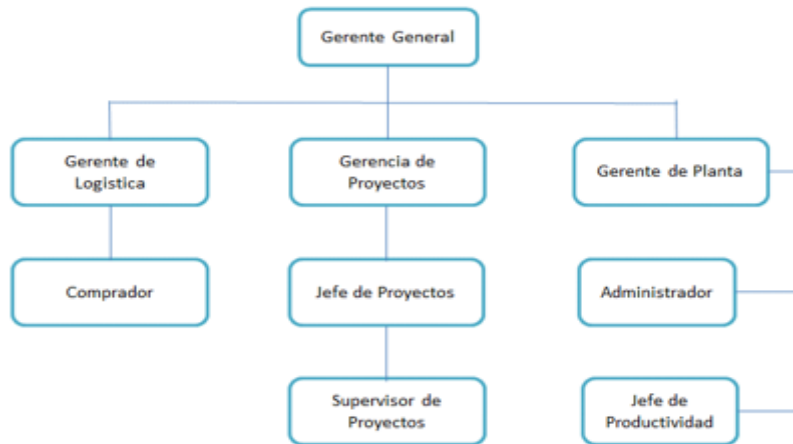 Gerente General
Gerente de
Logistica
Gerencia de
Proyectos
Gerente de Planta
Comprador
Jefe de Proyectos
Administrador
Supervisor de
Proyectos
Jefe de
Productividad